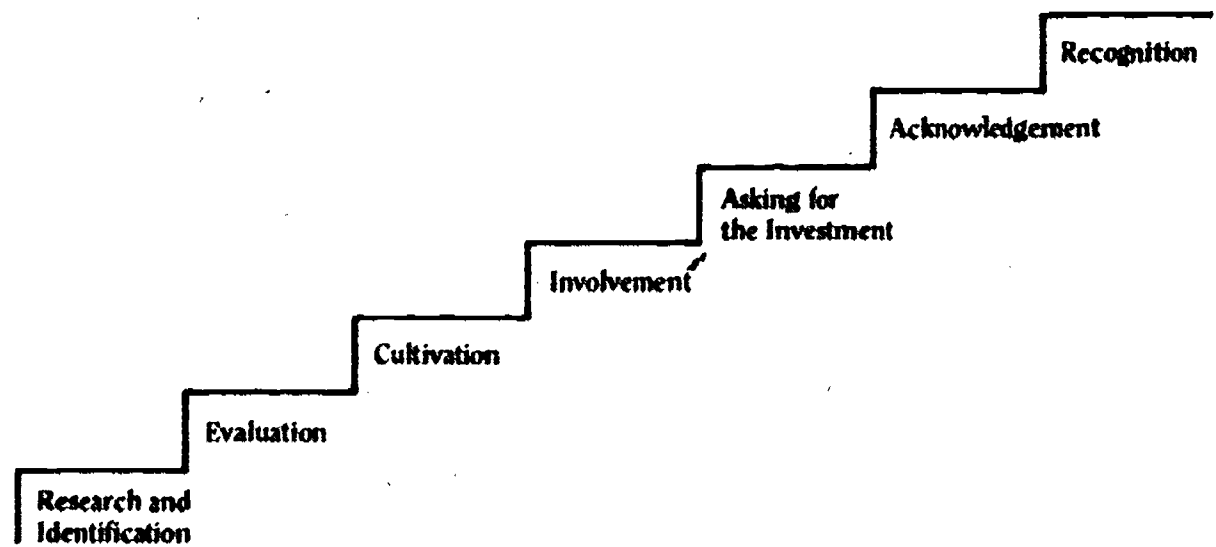 Recognition
Acknowledgement
Asking for
the Investment
Involvement
Cultivation
Evaluation
Research and
Identification